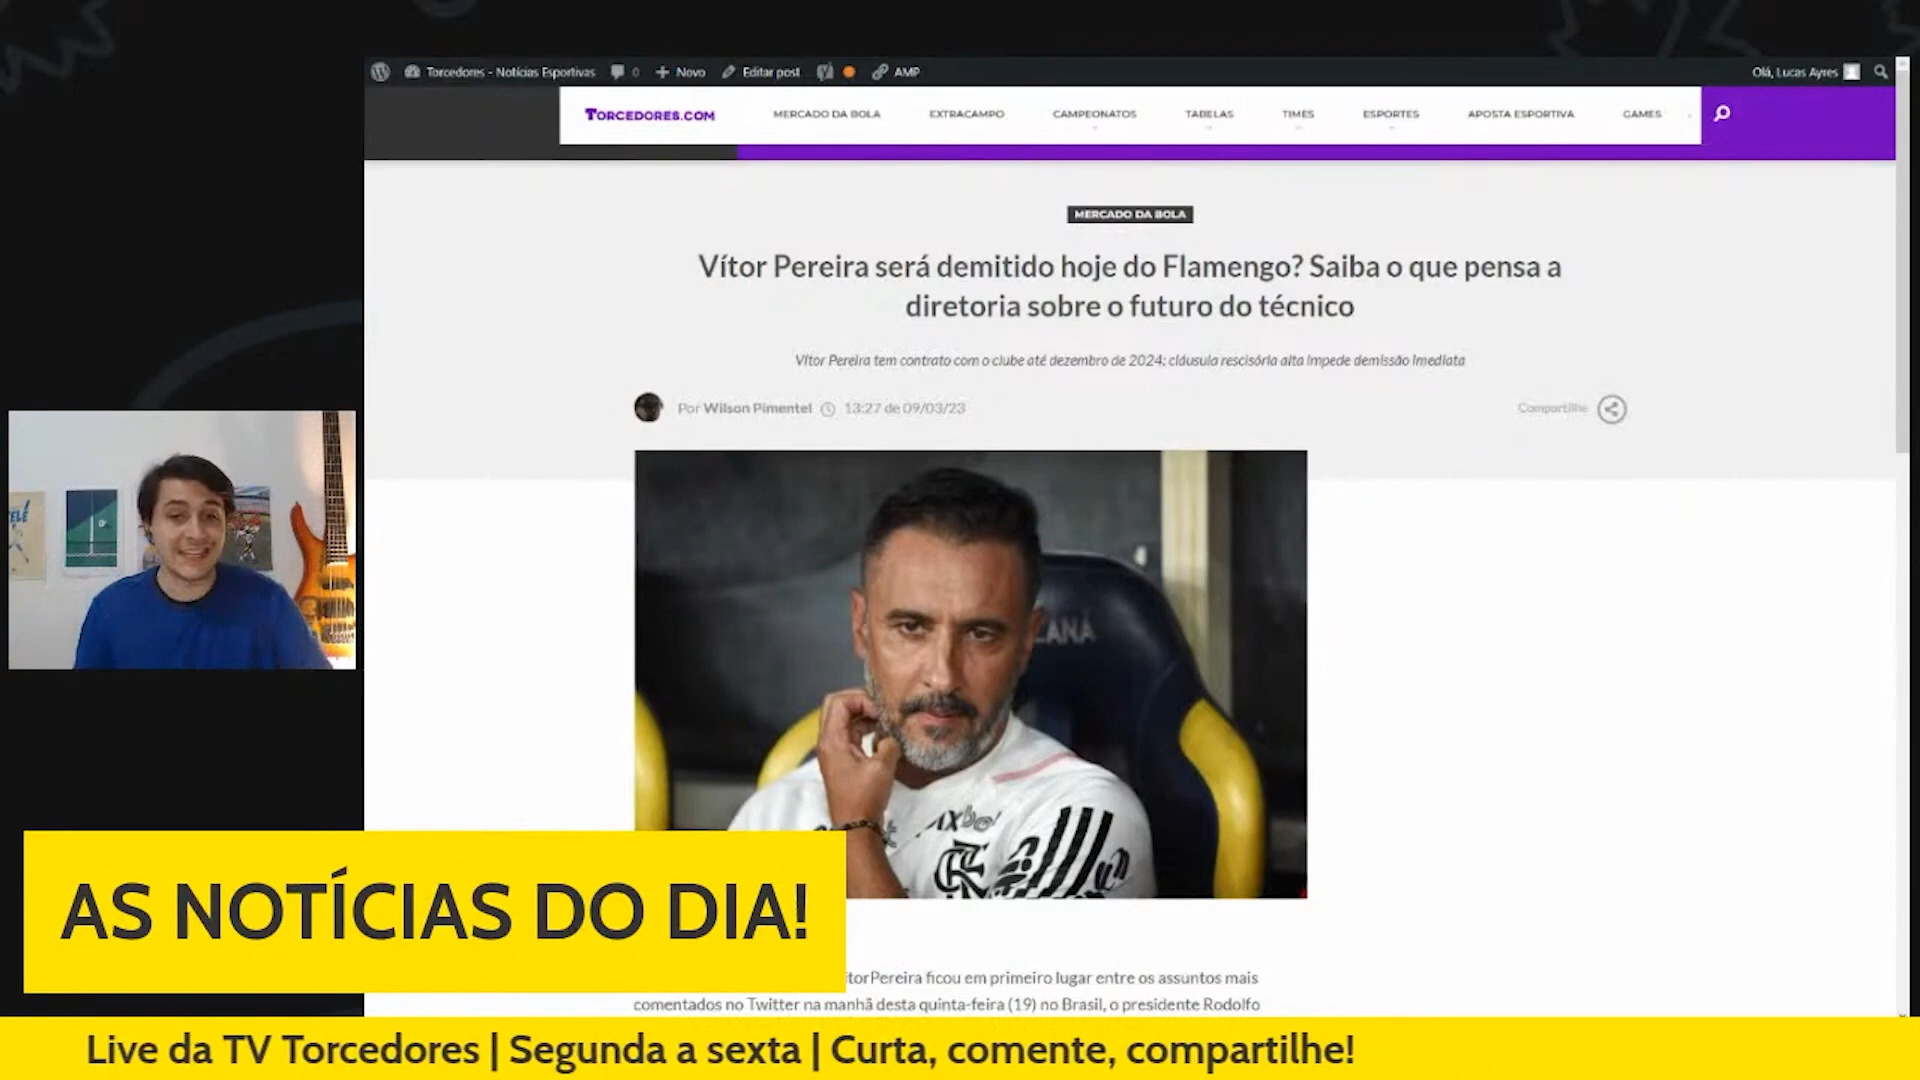 Torcedores - Notícias Esportivas 0 Novo Editar post AMP Olá, Lucas Ayres
TORCEDORES.COM MERCADO DA BOLA EXTRACAMPO CAMPEONATOS TABELAS TIMES ESPORTES APOSTA ESPORTIVA GAMES
MERCADO DA BOLA
Vítor Pereira será demitido hoje do Flamengo? Saiba o que pensa a
diretoria sobre o futuro do técnico
Vítor Pereira tem contrato com o clube até dezembro de 2024; cláusula rescisória alta impede demissão imediata
Por Wilson Pimentel 13:27 de 09/03/23 Compartilhe
AS NOTÍCIAS DO DIA!
itorPereira ficou em primeiro lugar entre os assuntos mais
comentados no Twitter na manhã desta quinta-feira (19) no Brasil, o presidente Rodolfo
Live da TV Torcedores | Segunda a sexta | Curta, comente, compartilhe!